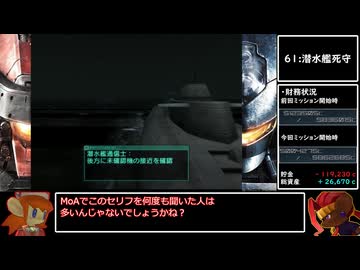 61:潜水艦死守
潜水艦通信士:
後方に未確認機の接近を確認
・財務状況
前回ミッション開始時
今回ミッション開始時
貯金 -119,230 c
総資産 + 26,670 c
MoAでこのセリフを何度も聞いた人は
多いんじゃないでしょうかね?